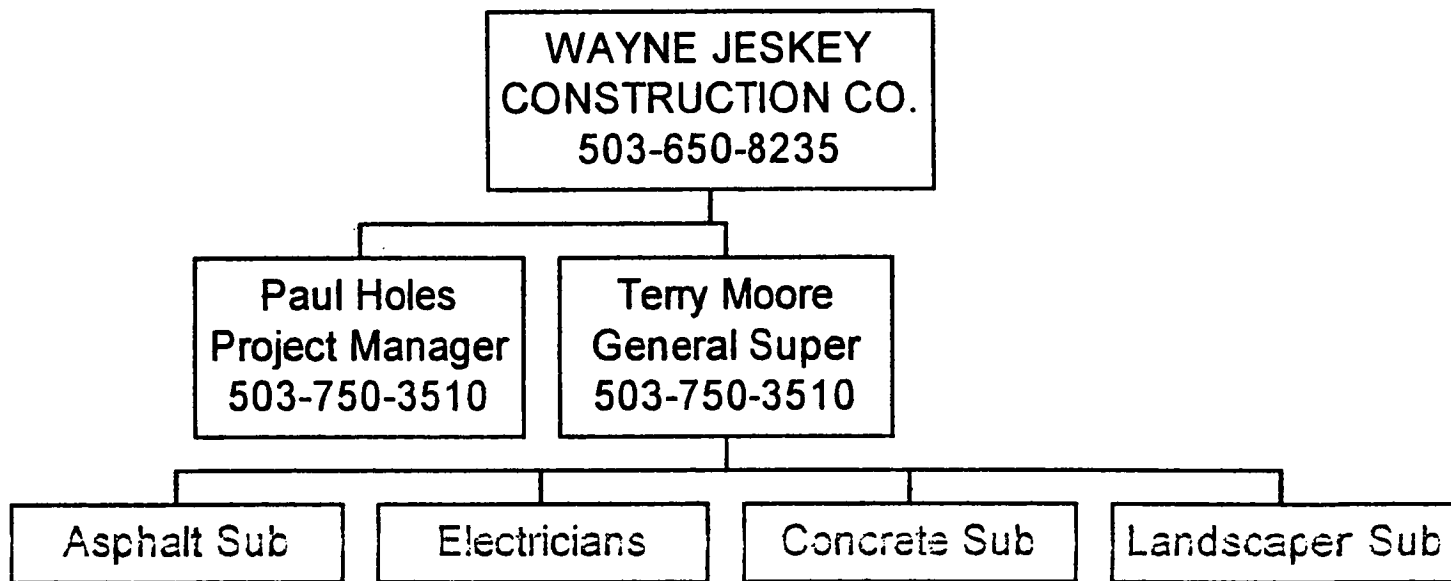 WAYNE JESKEY
CONSTRUCTION CO.
503-650-8235
Paul Holes
Project Manager
503-750-3510
Terry Moore
General Super
503-750-3510
Asphalt Sub
Electricians
Concrete Sub
Landscaper Sub